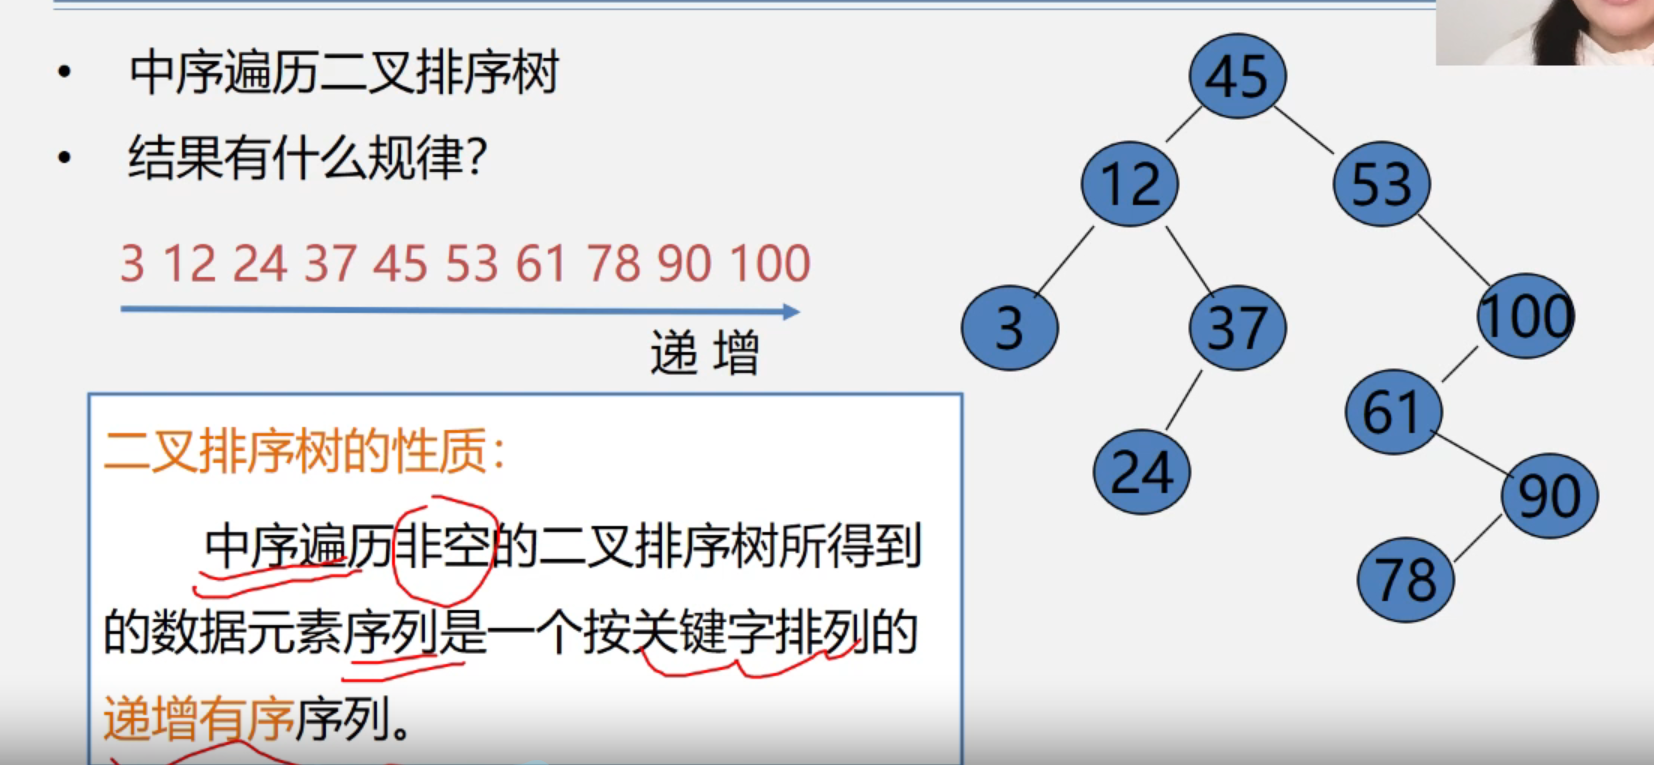 • 中序遍历二叉排序树
• 结果有什么规律？
3 12 24 37 45 53 61 78 90 100
递 增
二叉排序树的性质：
中序遍历非空的二叉排序树所得到
的数据元素序列是一个按关键字排列的
递增有序序列。
45
12
53
3
37
100
61
24
90
78